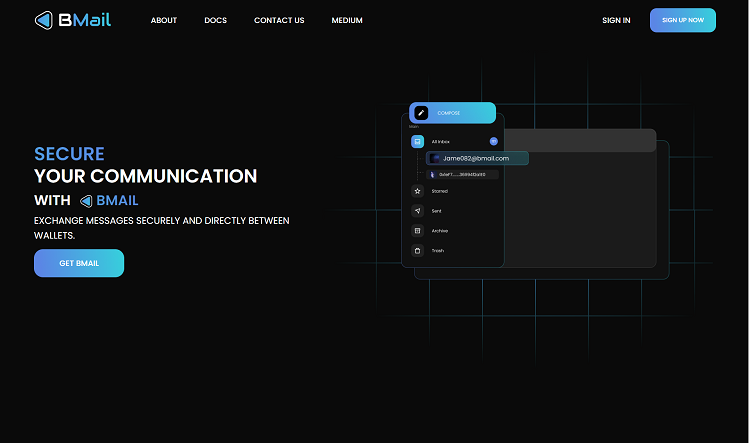 BMail
ABOUT
DOCS
CONTACT US
MEDIUM
SIGN IN
SIGN UP NOW
SECURE
YOUR COMMUNICATION
WITH BMAIL
EXCHANGE MESSAGES SECURELY AND DIRECTLY BETWEEN
WALLETS.
GET BMAIL
COMPOSE
Main
All Inbox
Jame082@bmail.com
Starred
Sent
Archive
Trash